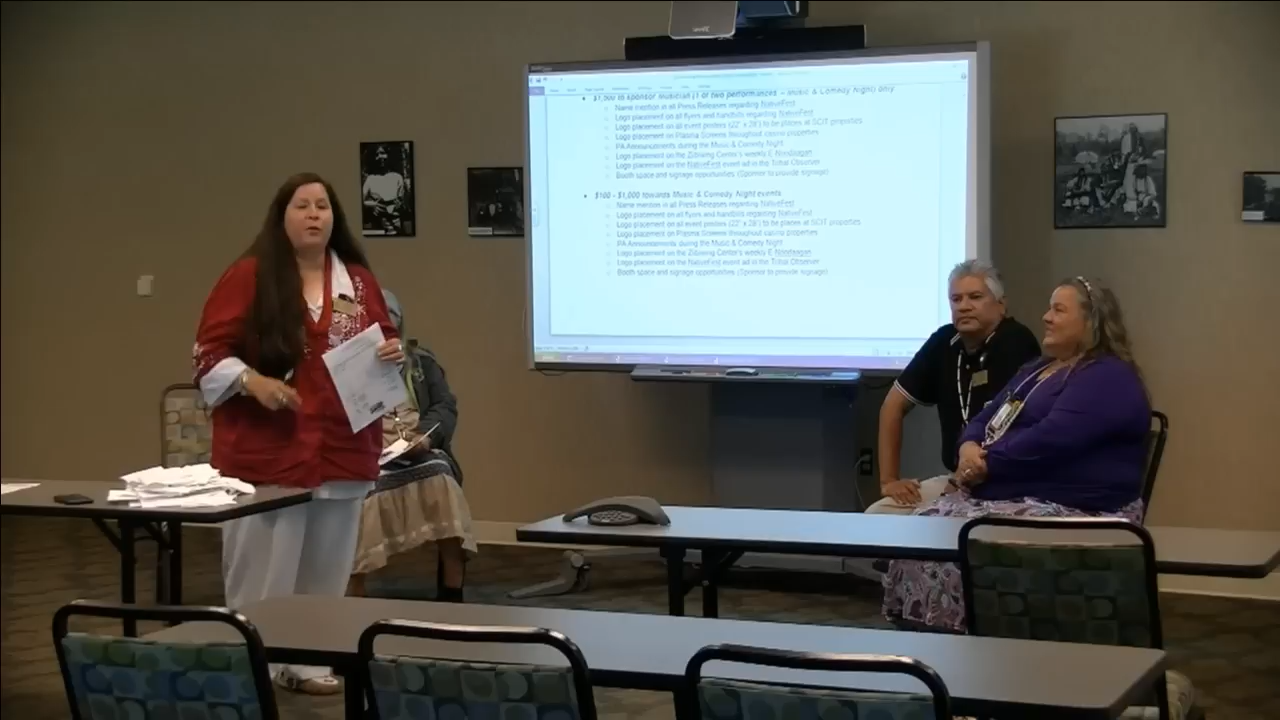 $1,500 to sponsor Musician (1 of two performances – Music & Comedy Night) only
Name mention in all Press Releases regarding NativeFest
Logo placement on all flyers and handbills regarding NativeFest
Logo placement on all event posters (22" x 28") to be places at SCIT properties
Logo placement on Plasma Screens throughout casino properties
PA Announcements during the Music & Comedy Night
Logo placement on the Ziibiwing Center's weekly E-Noodaagan
Logo placement on the NativeFest event ad in the Tribal Observer
Booth space and signage opportunities (Sponsor to provide signage)
$100 - $1,000 towards Music & Comedy Night events
Name mention in all Press Releases regarding NativeFest
Logo placement on all flyers and handbills regarding NativeFest
Logo placement on all event posters (22" x 28") to be places at SCIT properties
Logo placement on Plasma Screens throughout casino properties
PA Announcements during the Music & Comedy Night
Logo placement on the Ziibiwing Center's weekly E-Noodaagan
Logo placement on the NativeFest event ad in the Tribal Observer
Booth space and signage opportunities (Sponsor to provide signage)